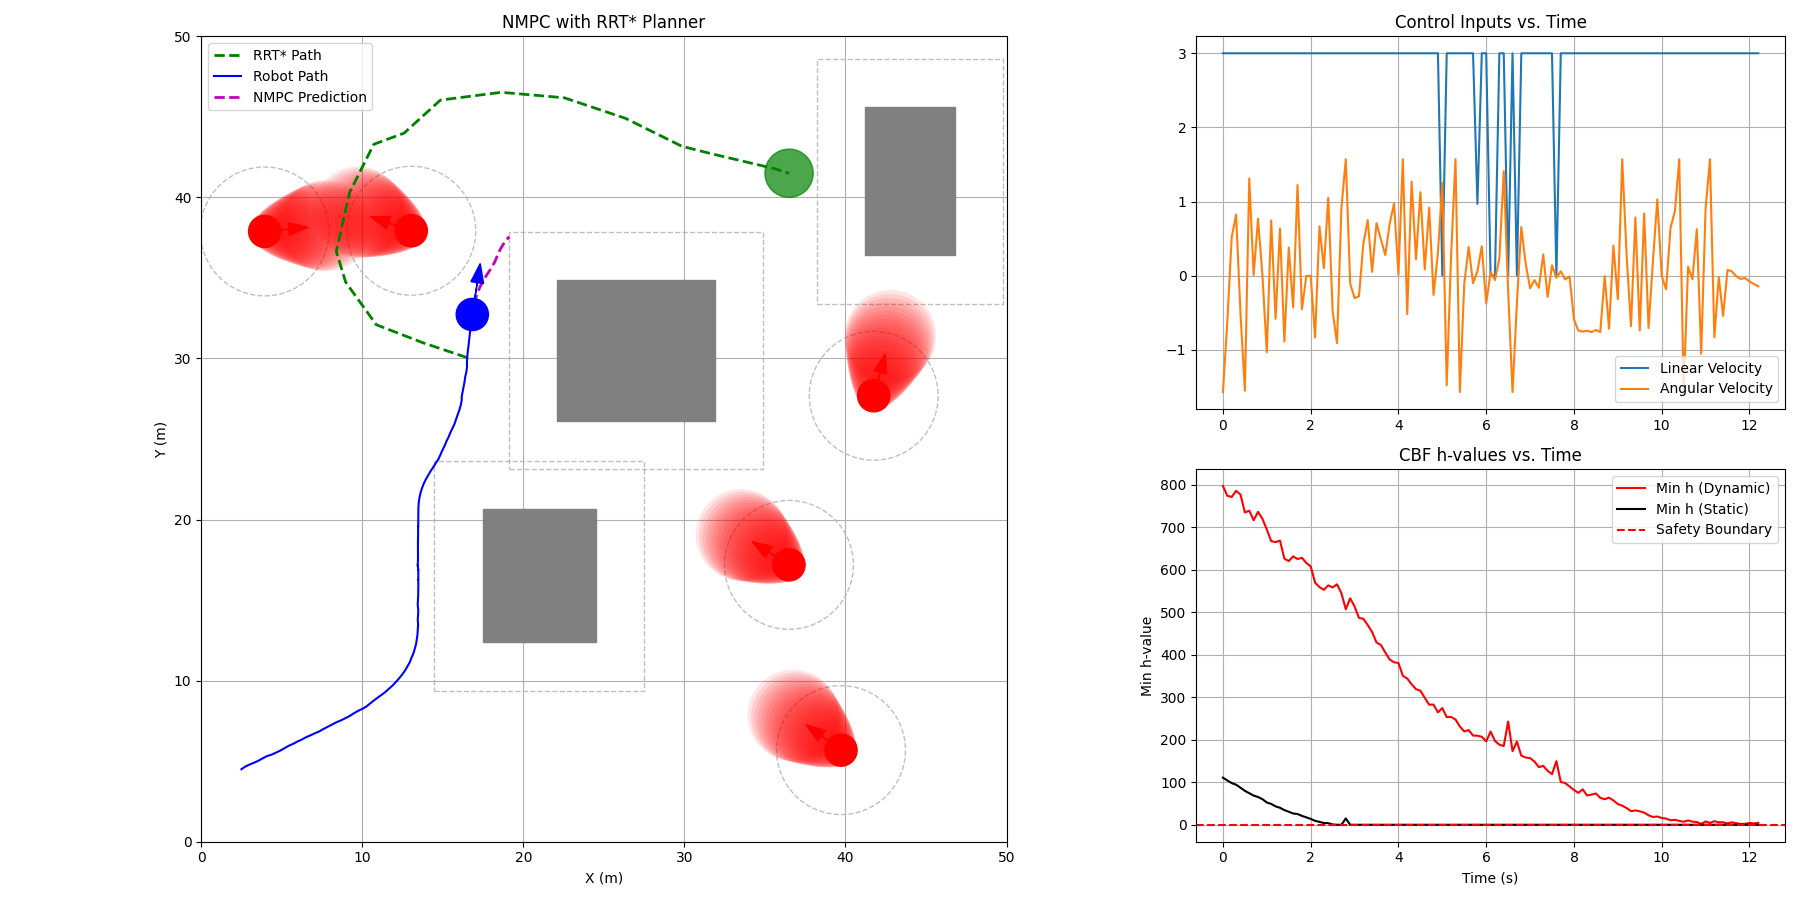 NMPC with RRT* Planner
RRT* Path
Robot Path
NMPC Prediction
50
40
30
20
10
0
Y (m)
0 10 20 30 40 50
X (m)
Control Inputs vs. Time
3
2
1
0
−1
Linear Velocity
Angular Velocity
0 2 4 6 8 10 12
CBF h-values vs. Time
Min h (Dynamic)
Min h (Static)
Safety Boundary
800
700
600
500
400
300
200
100
0
Min h-value
0 2 4 6 8 10 12
Time (s)